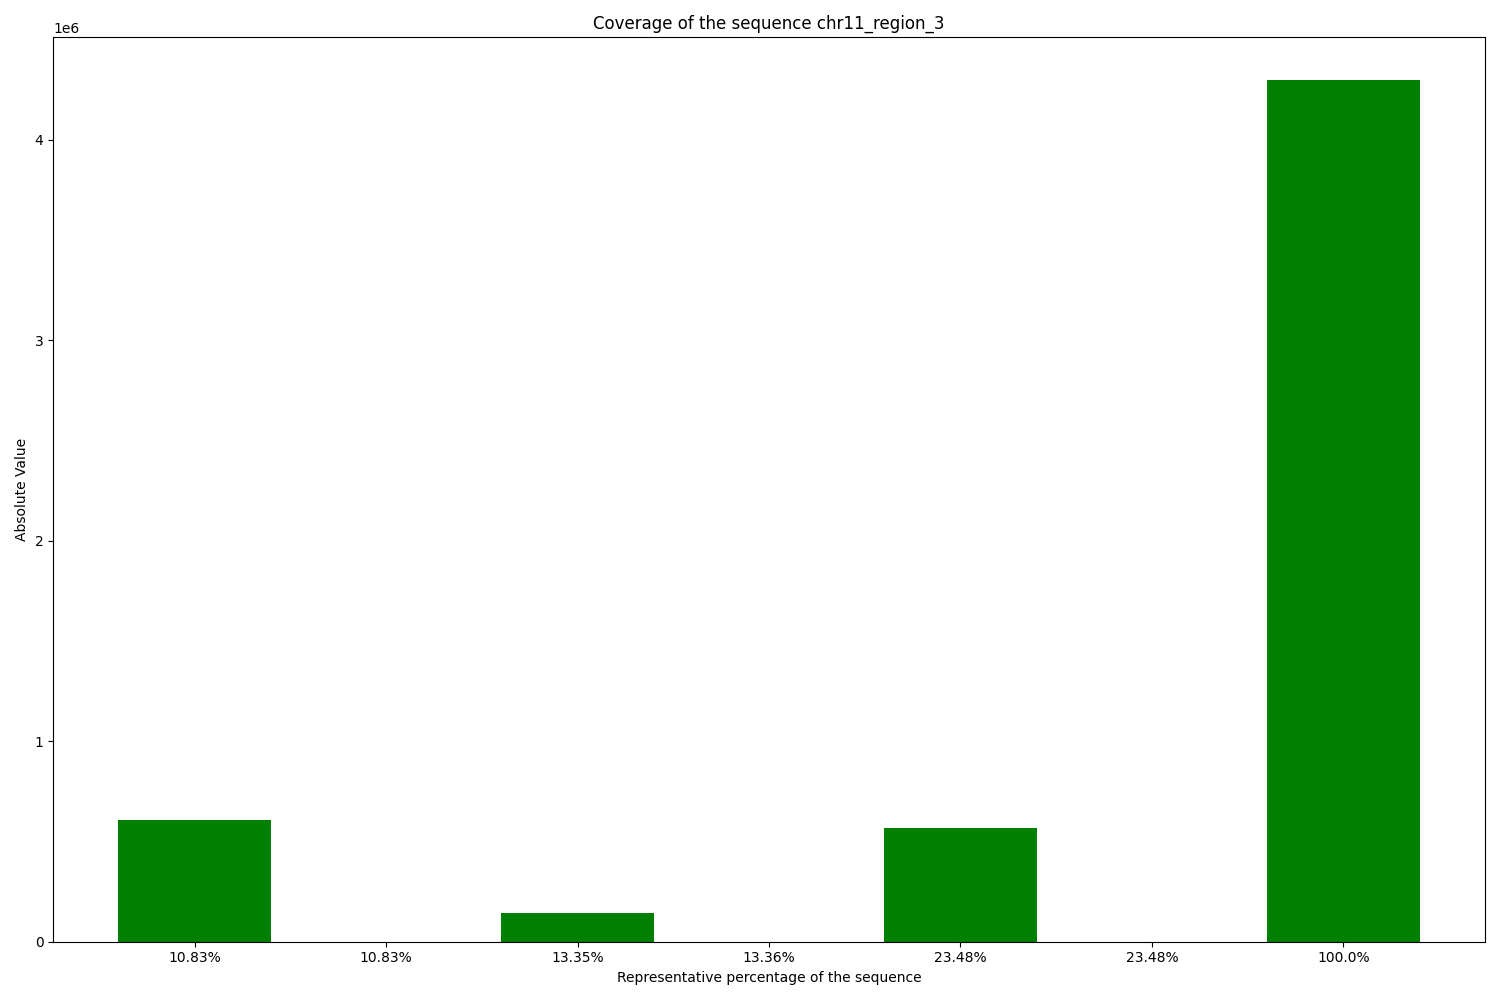 Coverage of the sequence chr11_region_3
1e6
4
3
2
1
0
Absolute Value
10.83% 10.83% 13.35% 13.36% 23.48% 23.48% 100.0%
Representative percentage of the sequence